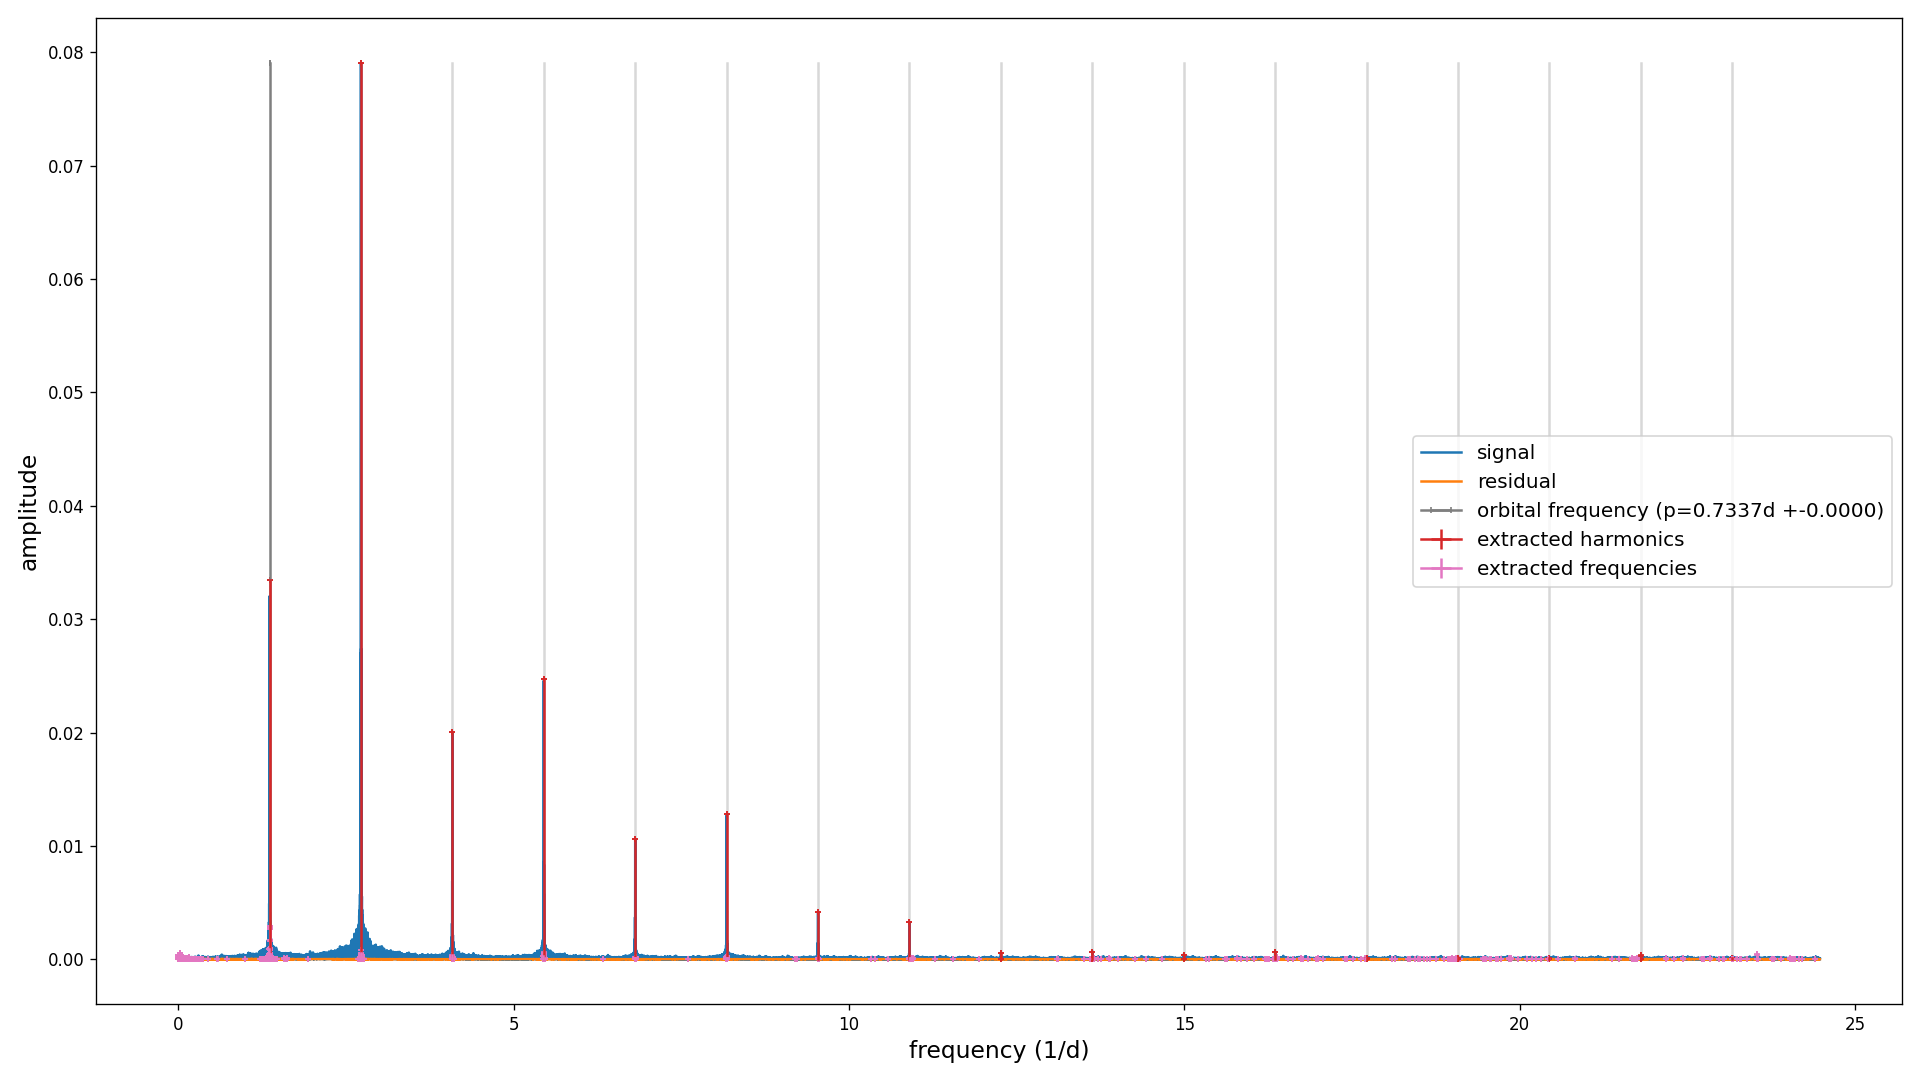 0.08
0.07
0.06
0.05
0.04
0.03
0.02
0.01
0.00
amplitude
signal
residual
orbital frequency (p=0.7337d +-0.0000)
extracted harmonics
extracted frequencies
0 5 10 15 20 25
frequency (1/d)